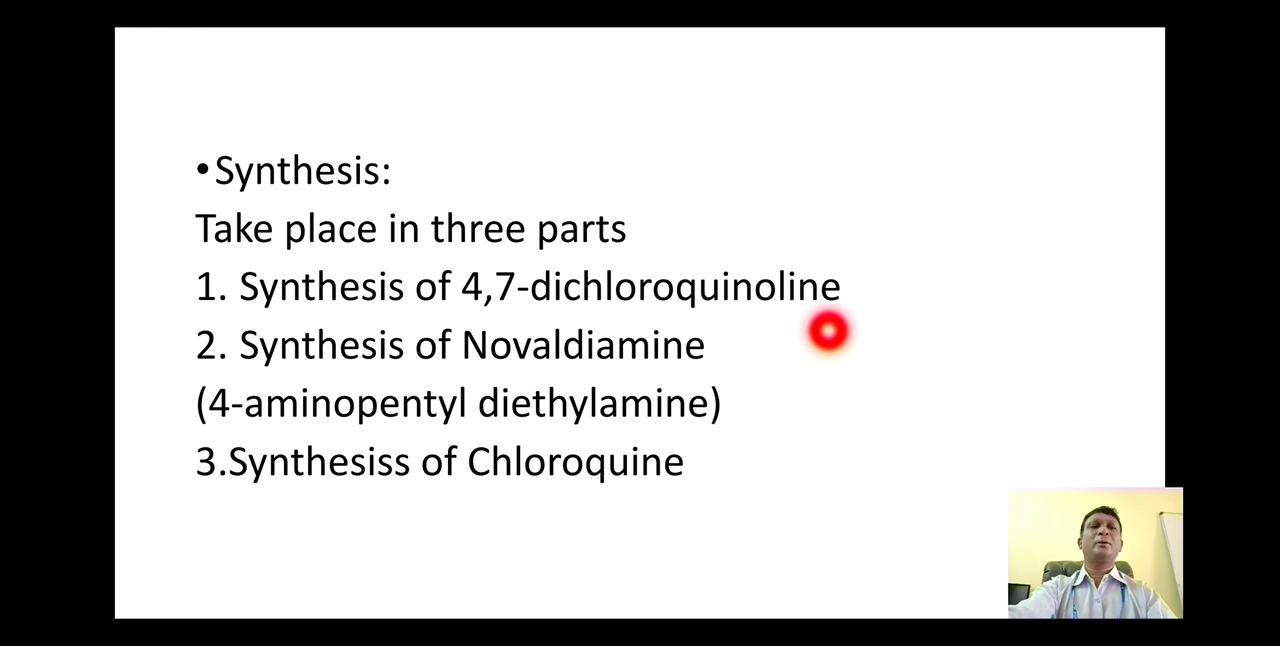 •Synthesis:
Take place in three parts
1. Synthesis of 4,7-dichloroquinoline
2. Synthesis of Novaldiamine
(4-aminopentyl diethylamine)
3.Synthesiss of Chloroquine